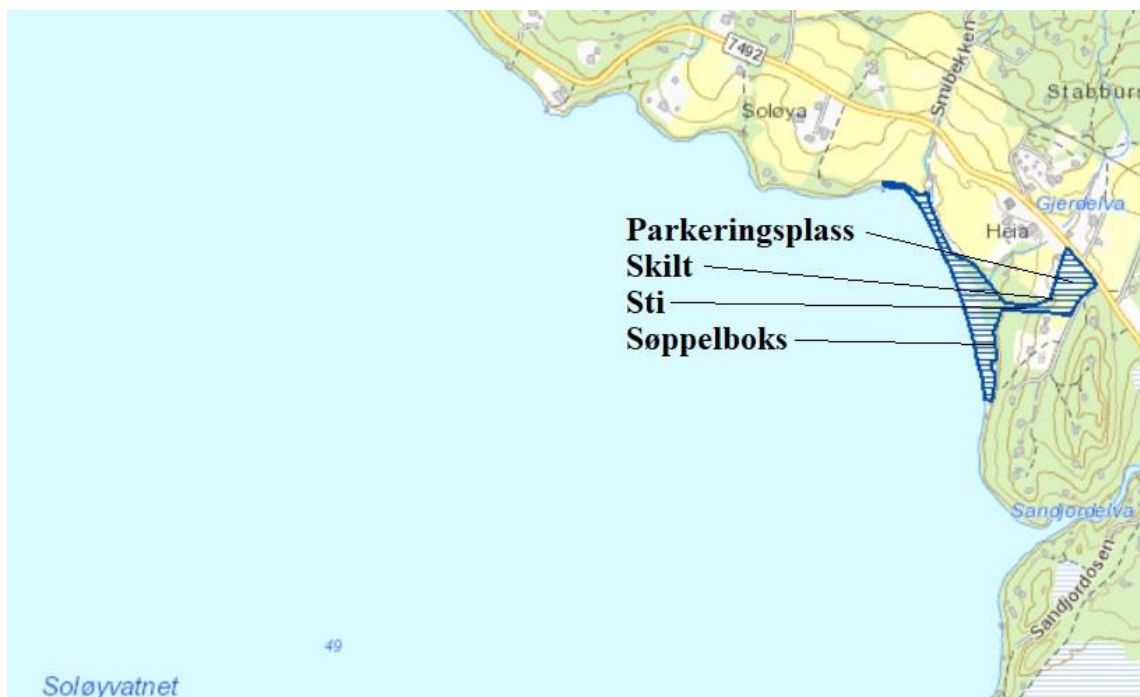 7492
Smibekken
Stabburs
Soløya
Gjerdelva
Heia
Parkeringsplass
Skilt
Sti
Søppelboks
Sandjordelva
Sandjordosen
49
Soløyvatnet